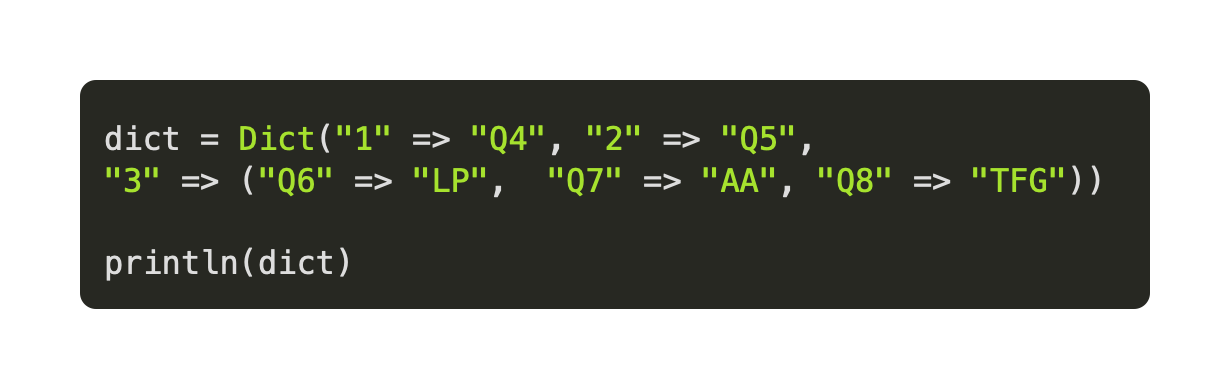 dict = Dict("1" => "Q4", "2" => "Q5",
"3" => ("Q6" => "LP",  "Q7" => "AA", "Q8" => "TFG"))
println(dict)